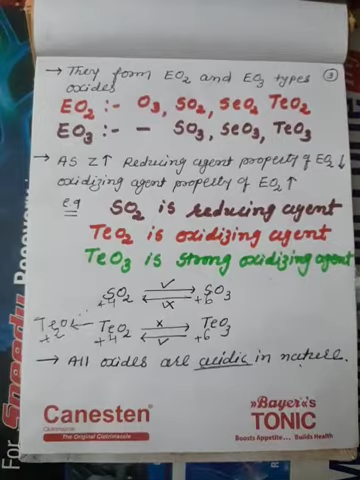 → They form EO2 and EO3 types ③
oxides
EO2 :- O3, SO2, SeO2 TeO2
EO3 :- - SO3, SeO3, TeO3
→ AS Z↑ Reducing agent property of EO2 ↓
oxidizing agent property of EO2 ↑
e.g SO2 is reducing agent
TeO2 is oxidizing agent
TeO3 is strong oxidizing agent
SO2 ⇌ SO3
+4 +6
✓ x
TeO ← TeO2 ⇌ TeO3
+2 +4 +6
x ✓
→ All oxides are acidic in nature.
Canesten
Clotrimazole
The Original Clotrimazole
»Bayer's
TONIC
Boosts Appetite... Builds Health
For Speedy Recovery